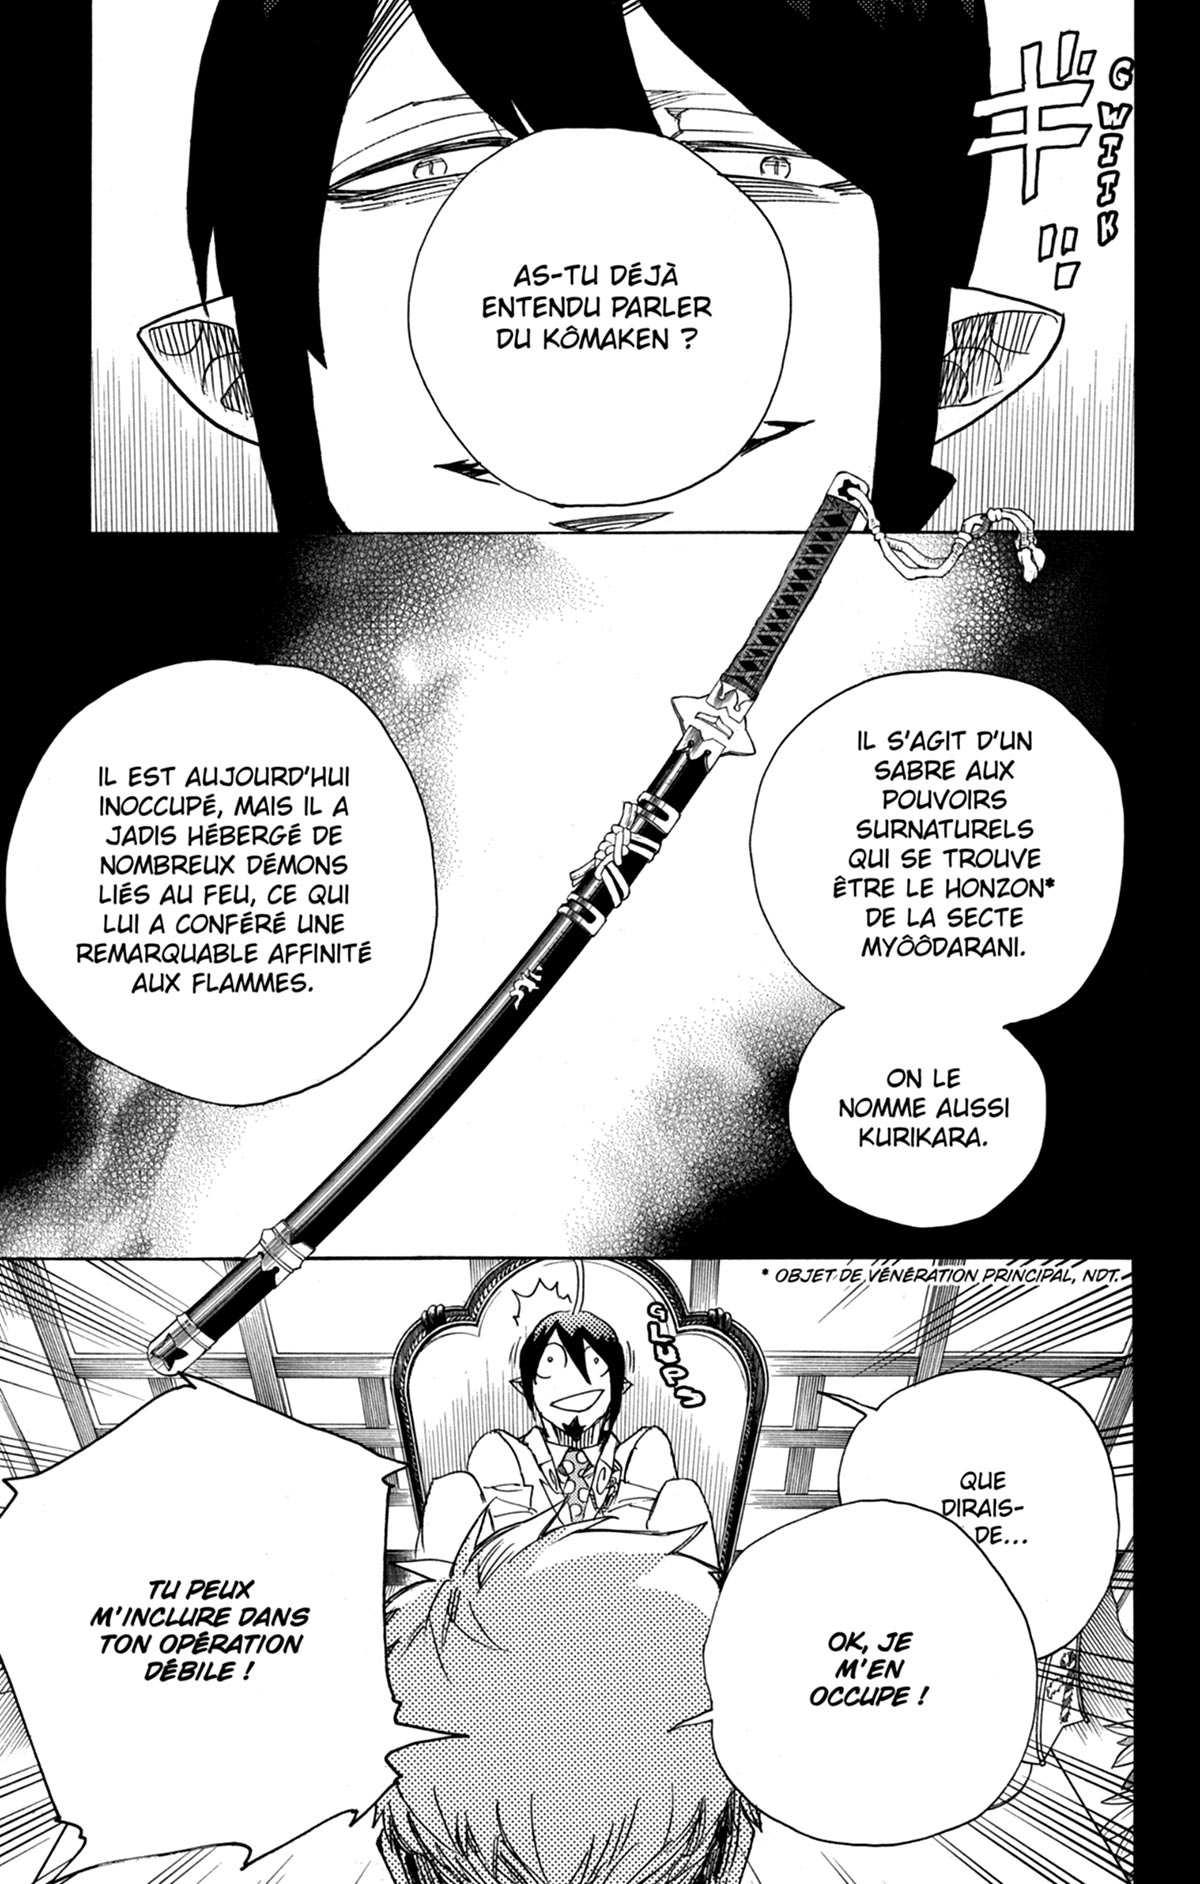 ギ
GWIIK
AS-TU DÉJÀ
ENTENDU PARLER
DU KÔMAKEN ?
IL S'AGIT D'UN
SABRE AUX
POUVOIRS
SURNATURELS
QUI SE TROUVE
ÊTRE LE HONZON*
DE LA SECTE
MYÔÔDARANI.
ON LE
NOMME AUSSI
KURIKARA.
IL EST AUJOURD'HUI
INOCCUPÉ, MAIS IL A
JADIS HÉBERGÉ DE
NOMBREUX DÉMONS
LIÉS AU FEU, CE QUI
LUI A CONFÉRÉ UNE
REMARQUABLE AFFINITÉ
AUX FLAMMES.
* OBJET DE VÉNÉRATION PRINCIPAL, NDT.
QUE
DIRAIS-
DE...
OK, JE
M'EN
OCCUPE !
TU PEUX
M'INCLURE DANS
TON OPÉRATION
DÉBILE !